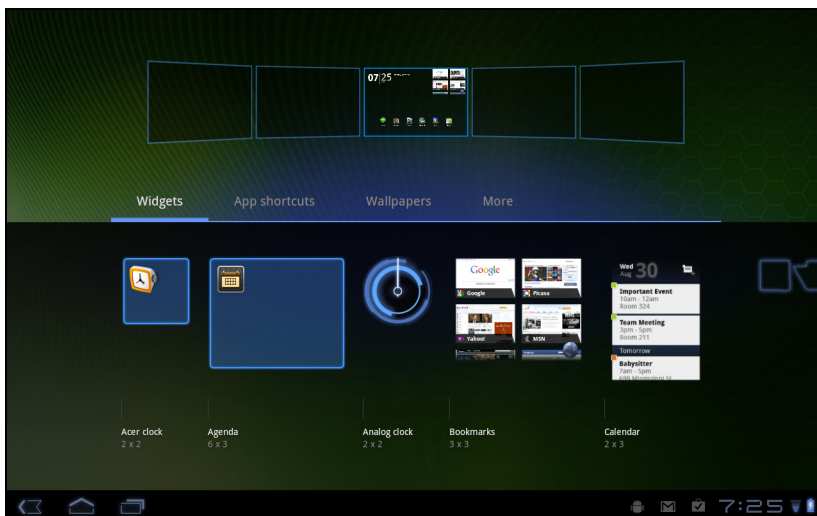 07 25
Widgets App shortcuts Wallpapers More
Google
Google
Picasa
Yahoo!
MSN
Wed
Aug
30
Important Event
10am - 12am
Room 324
Team Meeting
3pm - 5pm
Room 211
Tomorrow
Babysitter
7am - 5pm
Acer clock
2 x 2
Agenda
6 x 3
Analog clock
2 x 2
Bookmarks
3 x 3
Calendar
2 x 3
7:25